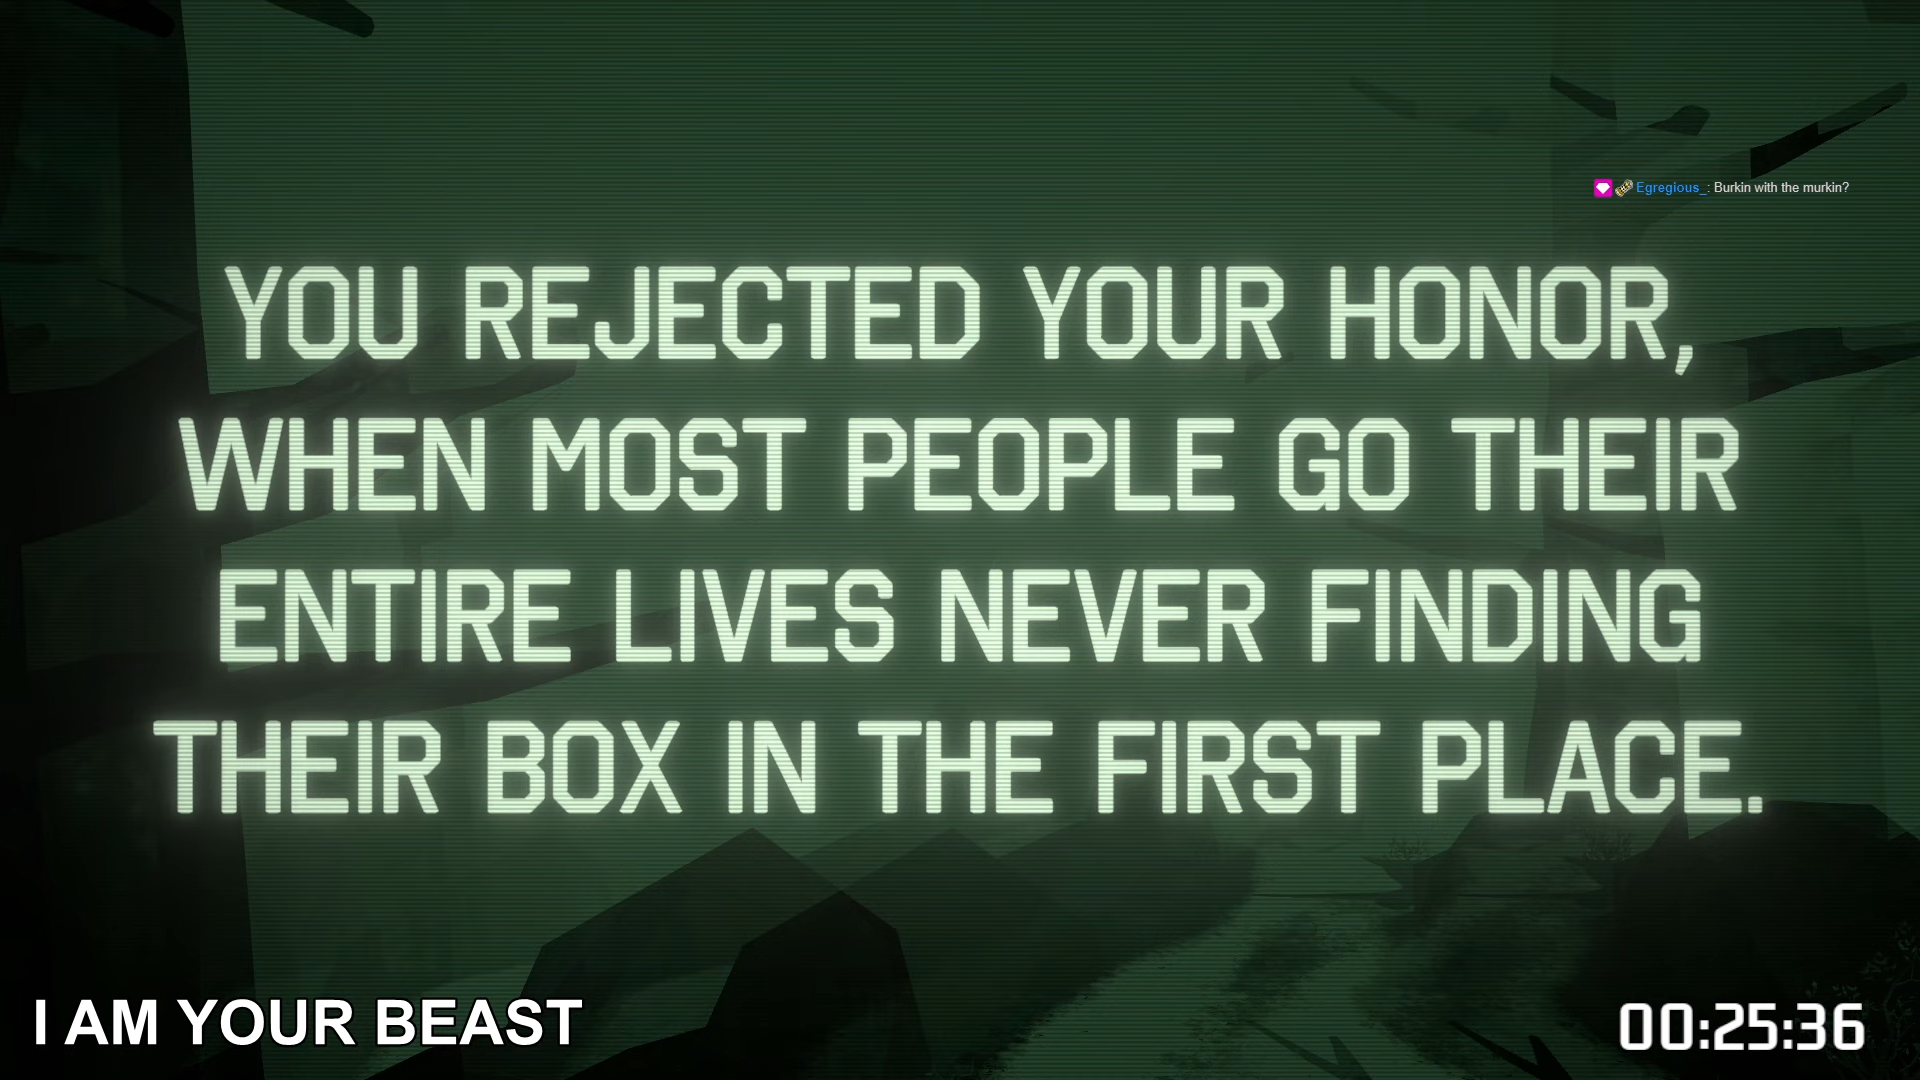 Egregious_: Burkin with the murkin?
YOU REJECTED YOUR HONOR,
WHEN MOST PEOPLE GO THEIR
ENTIRE LIVES NEVER FINDING
THEIR BOX IN THE FIRST PLACE.
I AM YOUR BEAST
00:25:36